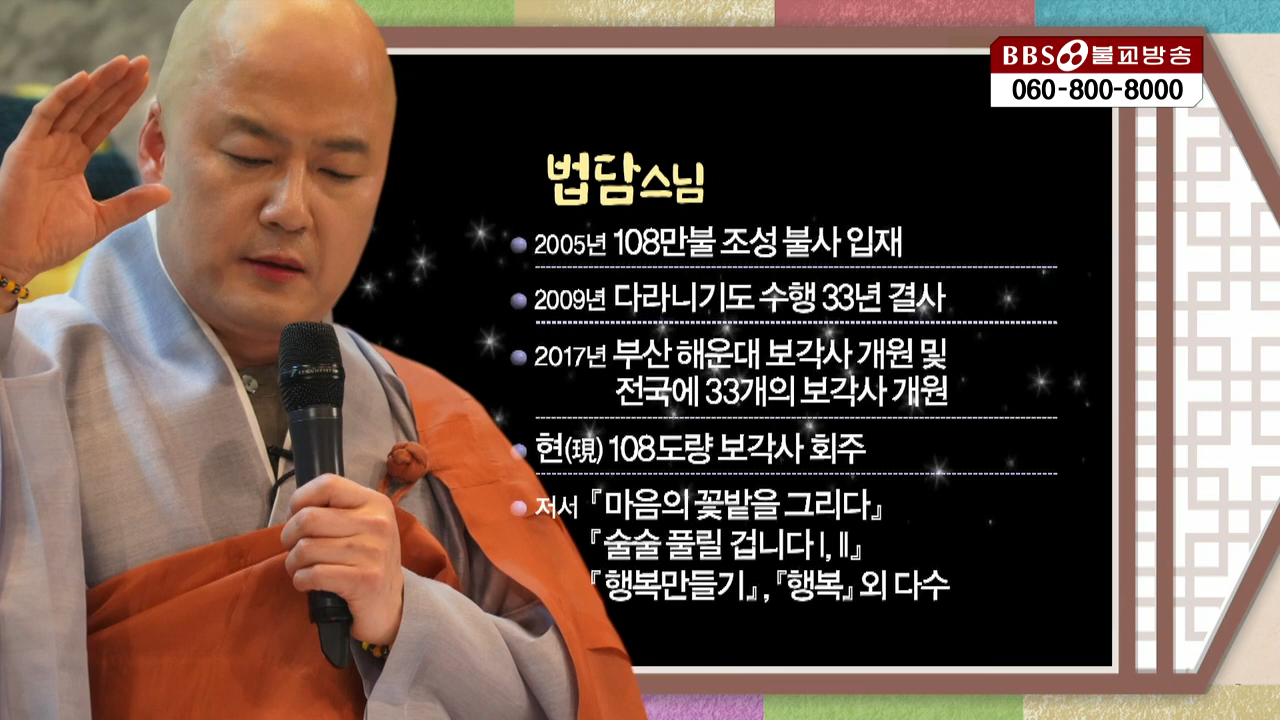 BBS 불교방송
060-800-8000
법담스님
2005년 108만불 조성 불사 입재
2009년 다라니기도 수행 33년 결사
2017년 부산 해운대 보각사 개원 및
전국에 33개의 보각사 개원
현(現) 108도량 보각사 회주
저서 『마음의 꽃밭을 그리다』
『술술 풀릴 겁니다 Ⅰ, Ⅱ』
『행복만들기』, 『행복』 외 다수